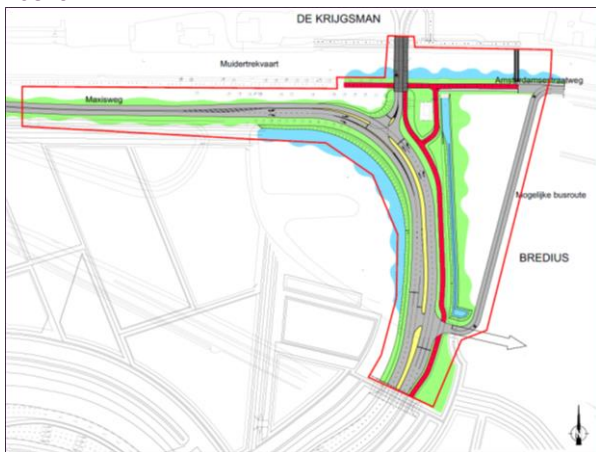 DE KRIJGSMAN
Muidertrekvaart
Amsterdamsestraatweg
Maxisweg
Mogelijke busroute
BREDIUS